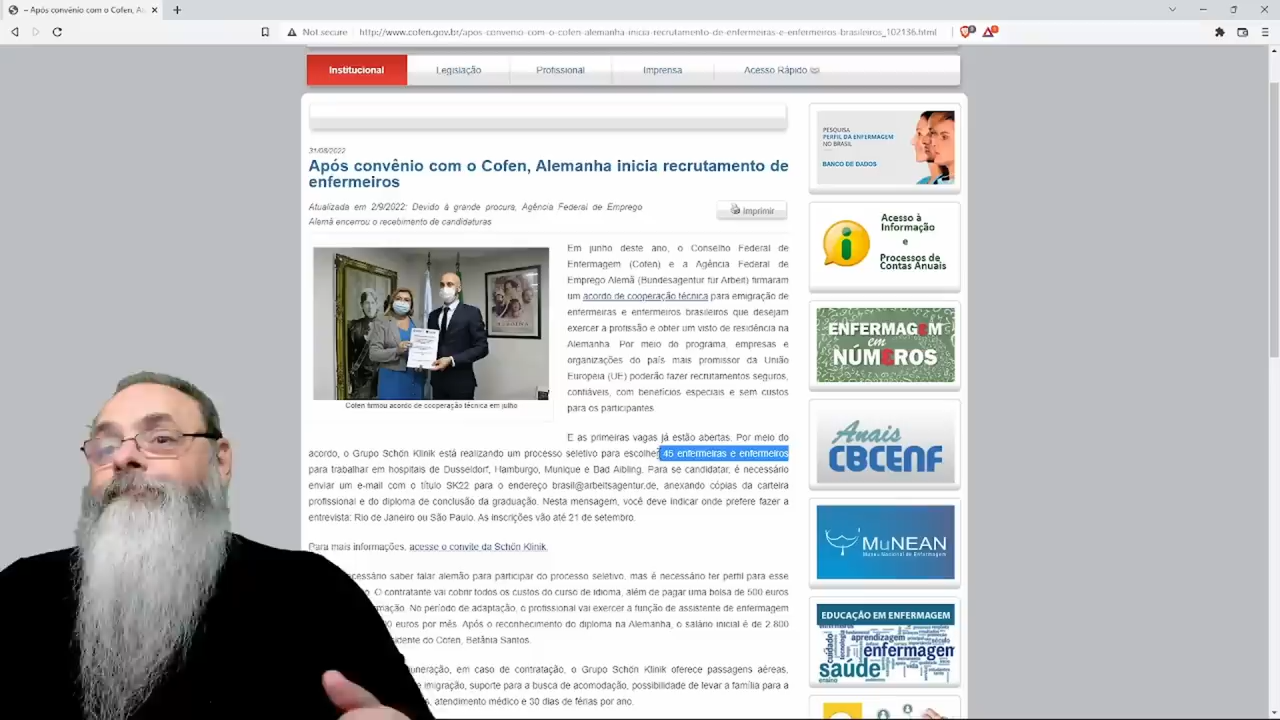 – Após convênio com o Cofen, A
Not secure
http://www.cofen.gov.br/apos-convenio-com-o-cofen-alemanha-inicia-recrutamento-de-enfermeiras-e-enfermeiros-brasileiros_102136.html
Institucional
Legislação
Profissional
Imprensa
Acesso Rápido
31/08/2022
Após convênio com o Cofen, Alemanha inicia recrutamento de
enfermeiros
Atualizada em 2/9/2022: Devido à grande procura, Agência Federal de Emprego
Alemã encerrou o recebimento de candidaturas
Imprimir
Em junho deste ano, o Conselho Federal de
Enfermagem (Cofen) e a Agência Federal de
Emprego Alemã (Bundesagentur für Arbeit) firmaram
um acordo de cooperação técnica para emigração de
enfermeiras e enfermeiros brasileiros que desejam
exercer a profissão e obter um visto de residência na
Alemanha. Por meio do programa, empresas e
organizações do país mais promissor da União
Europeia (UE) poderão fazer recrutamentos seguros,
confiáveis, com benefícios especiais e sem custos
para os participantes
Cofen firmou acordo de cooperação técnica em julho
E as primeiras vagas já estão abertas. Por meio do
acordo, o Grupo Schön Klinik está realizando um processo seletivo para escolher 45 enfermeiras e enfermeiros
para trabalhar em hospitais de Dusseldorf, Hamburgo, Munique e Bad Aibling. Para se candidatar, é necessário
enviar um e-mail com o título SK22 para o endereço brasil@arbeitsagentur.de, anexando cópias da carteira
profissional e do diploma de conclusão da graduação. Nesta mensagem, você deve indicar onde prefere fazer a
entrevista: Rio de Janeiro ou São Paulo. As inscrições vão até 21 de setembro.
Para mais informações, acesse o convite da Schön Klinik.
necessário saber falar alemão para participar do processo seletivo, mas é necessário ter perfil para esse
O contratante vai cobrir todos os custos do curso de idioma, além de pagar uma bolsa de 500 euros
No período de adaptação, o profissional vai exercer a função de assistente de enfermagem
euros por mês. Após o reconhecimento do diploma na Alemanha, o salário inicial é de 2.800
do Cofen, Betânia Santos.
em caso de contratação, o Grupo Schön Klinik oferece passagens aéreas,
imigração, suporte para a busca de acomodação, possibilidade de levar a família para a
atendimento médico e 30 dias de férias por ano.
PESQUISA
PERFIL DA ENFERMAGEM
NO BRASIL
BANCO DE DADOS
Acesso à
Informação
e
Processos de
Contas Anuais
ENFERMAGEM
em
NÚMEROS
Anais
CBCENF
MuNEAN
Museu Nacional de Enfermagem
EDUCAÇÃO EM ENFERMAGEM
aprendizagem
enfermagem
saúde